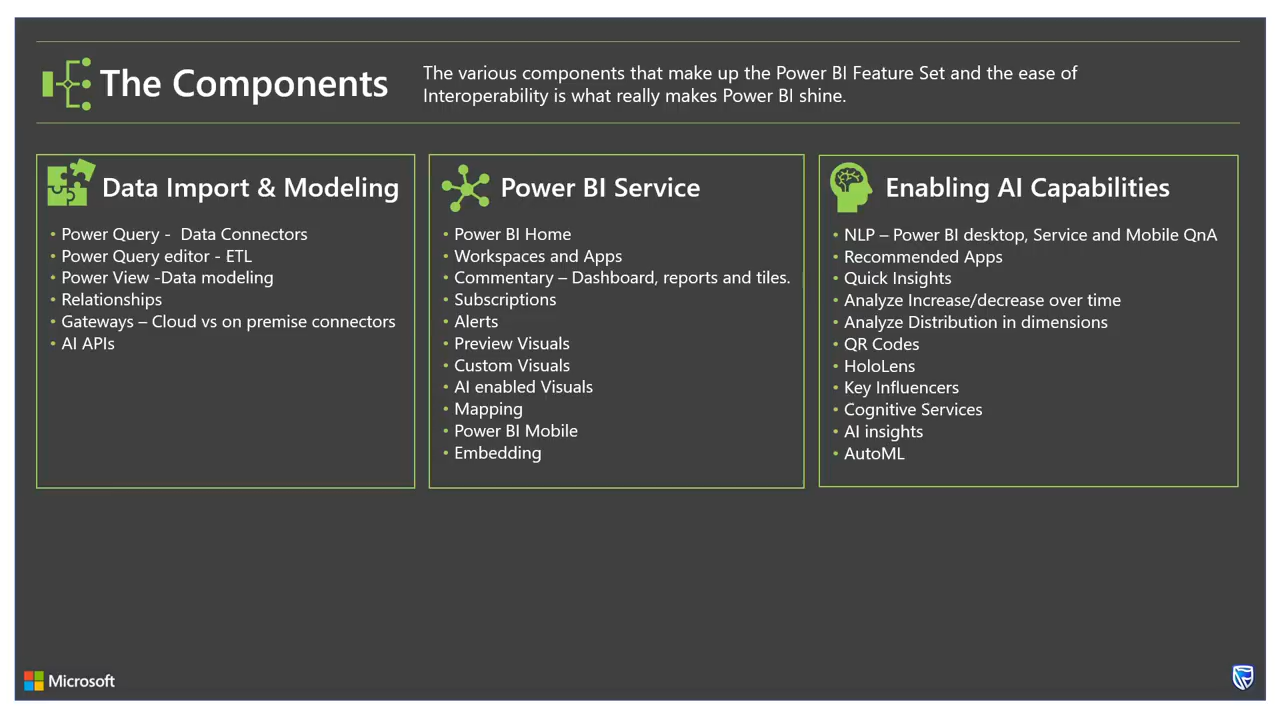 The Components
The various components that make up the Power BI Feature Set and the ease of
Interoperability is what really makes Power BI shine.
Data Import & Modeling
• Power Query -  Data Connectors
• Power Query editor - ETL
• Power View -Data modeling
• Relationships
• Gateways – Cloud vs on premise connectors
• AI APIs
Power BI Service
• Power BI Home
• Workspaces and Apps
• Commentary – Dashboard, reports and tiles.
• Subscriptions
• Alerts
• Preview Visuals
• Custom Visuals
• AI enabled Visuals
• Mapping
• Power BI Mobile
• Embedding
Enabling AI Capabilities
• NLP – Power BI desktop, Service and Mobile QnA
• Recommended Apps
• Quick Insights
• Analyze Increase/decrease over time
• Analyze Distribution in dimensions
• QR Codes
• HoloLens
• Key Influencers
• Cognitive Services
• AI insights
• AutoML
Microsoft